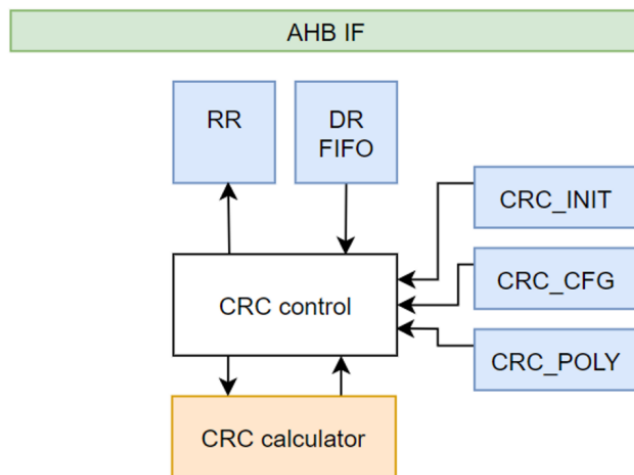 AHB IF
RR
DR
FIFO
CRC_INIT
CRC_CFG
CRC control
CRC_POLY
CRC calculator